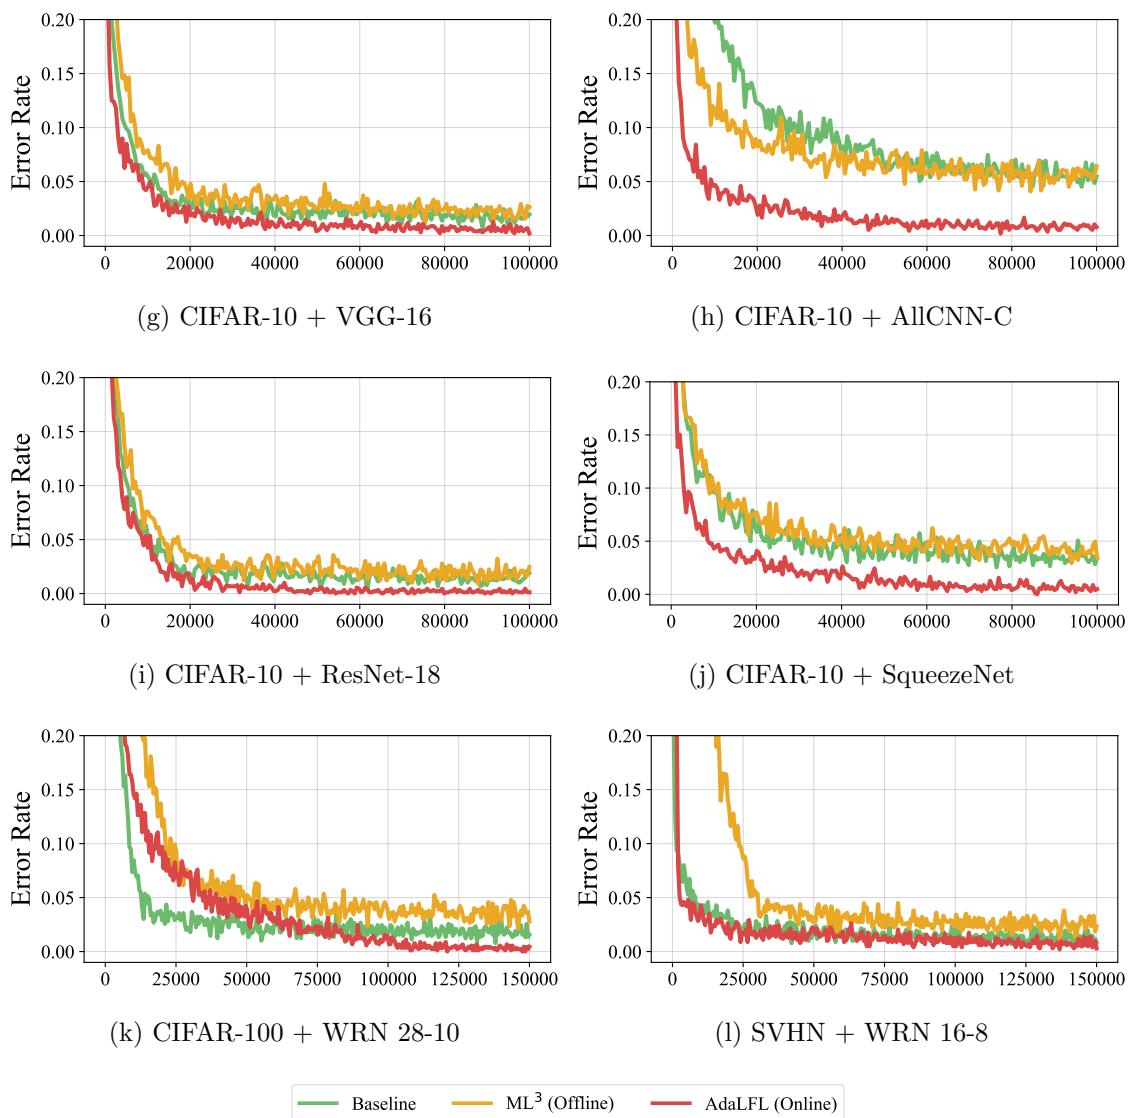 0.20
0.15
0.10
0.05
0.00
Error Rate
0 20000 40000 60000 80000 100000
(g) CIFAR-10 + VGG-16
0.20
0.15
0.10
0.05
0.00
Error Rate
0 20000 40000 60000 80000 100000
(h) CIFAR-10 + AllCNN-C
0.20
0.15
0.10
0.05
0.00
Error Rate
0 20000 40000 60000 80000 100000
(i) CIFAR-10 + ResNet-18
0.20
0.15
0.10
0.05
0.00
Error Rate
0 20000 40000 60000 80000 100000
(j) CIFAR-10 + SqueezeNet
0.20
0.15
0.10
0.05
0.00
Error Rate
0 25000 50000 75000 100000 125000 150000
(k) CIFAR-100 + WRN 28-10
0.20
0.15
0.10
0.05
0.00
Error Rate
0 25000 50000 75000 100000 125000 150000
(l) SVHN + WRN 16-8
Baseline ML³ (Offline) AdaLFL (Online)